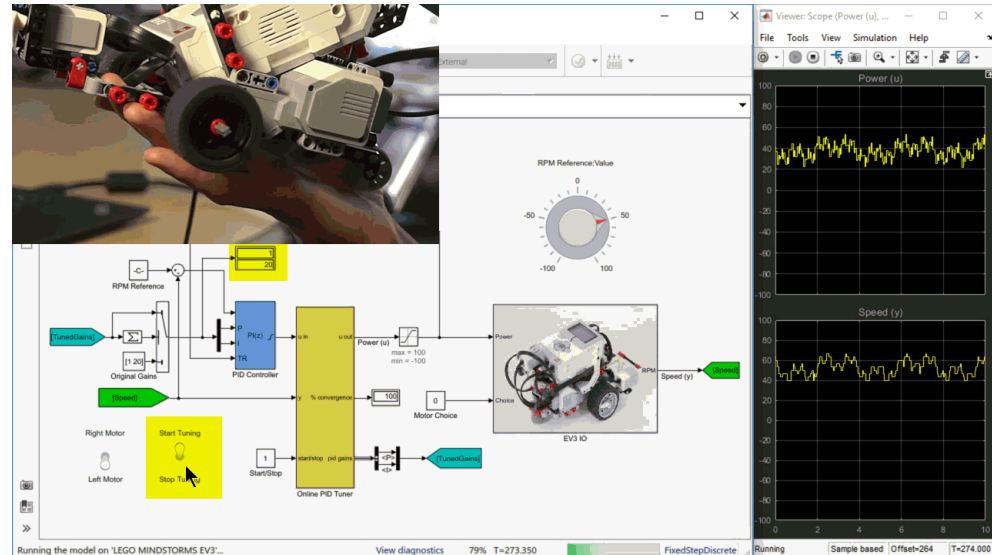 External
RPM Reference:Value
0
-50
50
-100
100
1
20
-C-
RPM Reference
[TunedGains]
Σ
[1 20]
Original Gains
P
I
TR
PI(z)
PID Controller
u in
u out
Power (u)
max = 100
min = -100
[Speed]
y
% convergence
100
0
Motor Choice
Power
Choice
RPM
EV3 IO
Speed (y)
[Speed]
Right Motor
Left Motor
Start Tuning
Stop Tuning
1
Start/Stop
start/stop
pid gains
Online PID Tuner
<P>
<I>
[TunedGains]
Running the model on 'LEGO MINDSTORMS EV3'...
View diagnostics
79%
T=273.350
FixedStepDiscrete
Viewer: Scope (Power (u), ...
File Tools View Simulation Help
Power (u)
100
80
60
40
20
0
-20
-40
-60
-80
-100
Speed (y)
100
80
60
40
20
0
-20
-40
-60
-80
-100
0 2 4 6 8 10
Running
Sample based
Offset=264
T=274.000